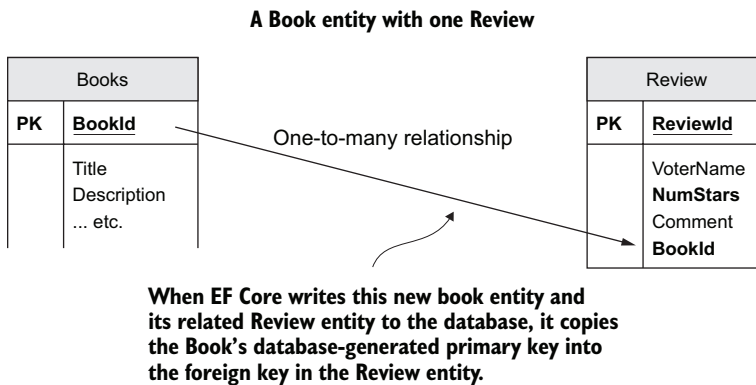 A Book entity with one Review
Books
PK BookId
Title
Description
... etc.
One-to-many relationship
Review
PK ReviewId
VoterName
NumStars
Comment
BookId
When EF Core writes this new book entity and
its related Review entity to the database, it copies
the Book’s database-generated primary key into
the foreign key in the Review entity.